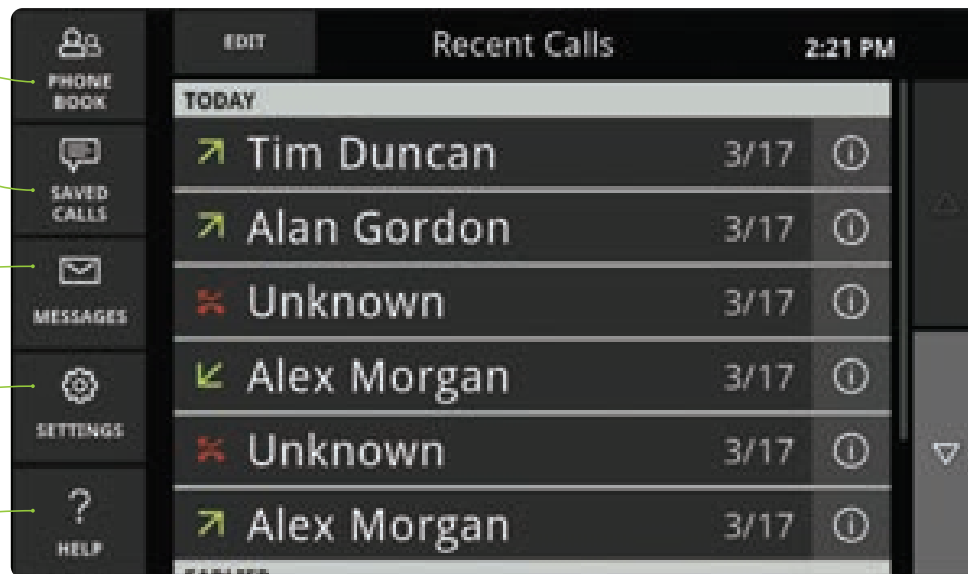 PHONE
BOOK
SAVED
CALLS
MESSAGES
SETTINGS
? HELP
EDIT Recent Calls 2:21 PM
TODAY
Tim Duncan 3/17
Alan Gordon 3/17
Unknown 3/17
Alex Morgan 3/17
Unknown 3/17
Alex Morgan 3/17